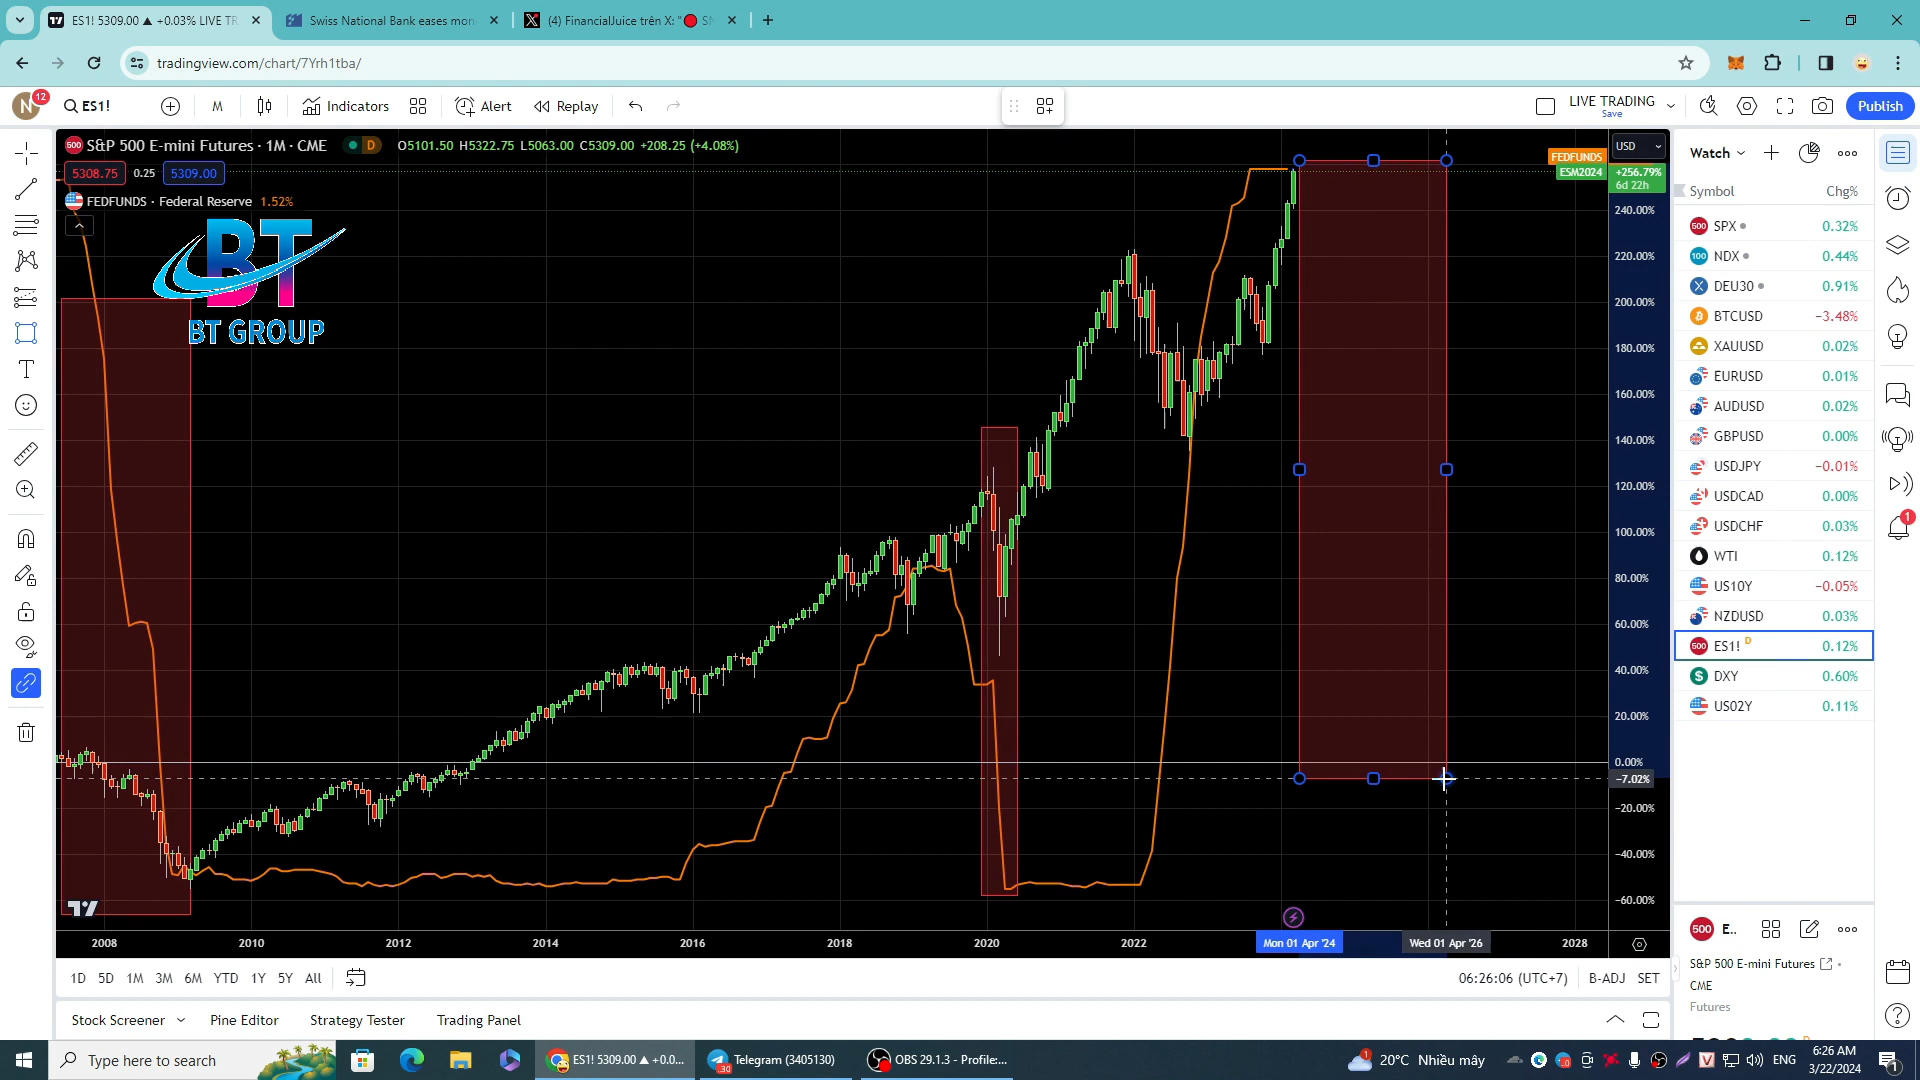 ES1! 5309.00 ▲ +0.03% LIVE TR
Swiss National Bank eases mon
(4) FinancialJuice trên X: "🔴 SN
tradingview.com/chart/7Yrh1tba/
N
12
ES1!
M
Indicators
Alert
Replay
LIVE TRADING
Save
Publish
S&P 500 E-mini Futures · 1M · CME
D
O5101.50 H5322.75 L5063.00 C5309.00 +208.25 (+4.08%)
5308.75
0.25
5309.00
FEDFUNDS · Federal Reserve 1.52%
BT
BT GROUP
FEDFUNDS
ESM2024
USD
+256.79%
6d 22h
240.00%
220.00%
200.00%
180.00%
160.00%
140.00%
120.00%
100.00%
80.00%
60.00%
40.00%
20.00%
0.00%
−7.02%
−20.00%
−40.00%
−60.00%
2008
2010
2012
2014
2016
2018
2020
2022
Mon 01 Apr '24
Wed 01 Apr '26
2028
1D 5D 1M 3M 6M YTD 1Y 5Y All
06:26:06 (UTC+7)
B-ADJ
SET
Stock Screener
Pine Editor
Strategy Tester
Trading Panel
Watch
Symbol Chg%
SPX 0.32%
NDX 0.44%
DEU30 0.91%
BTCUSD −3.48%
XAUUSD 0.02%
EURUSD 0.01%
AUDUSD 0.02%
GBPUSD 0.00%
USDJPY −0.01%
USDCAD 0.00%
USDCHF 0.03%
WTI 0.12%
US10Y −0.05%
NZDUSD 0.03%
ES1! D 0.12%
DXY 0.60%
US02Y 0.11%
1
500
E..
S&P 500 E-mini Futures
CME
Futures
Type here to search
ES1! 5309.00 ▲ +0.0...
Telegram (3405130)
OBS 29.1.3 - Profile:...
20°C Nhiều mây
ENG
6:26 AM
3/22/2024